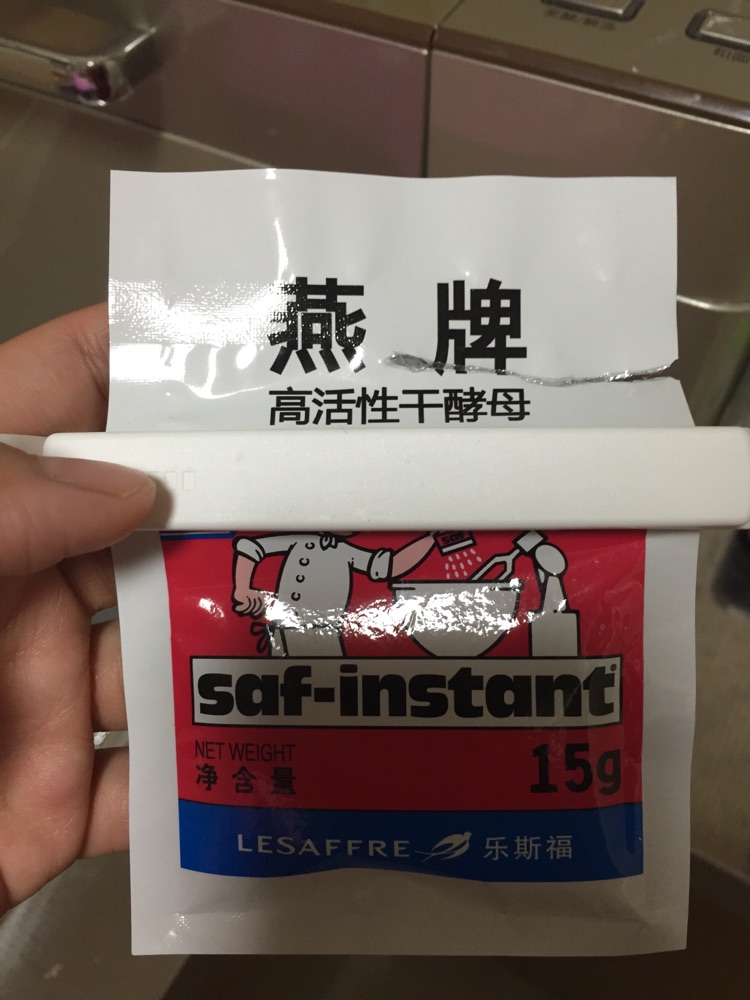 燕牌
高活性干酵母
saf
saf-instant®
NET WEIGHT
净含量
15g
LESAFFRE 乐斯福